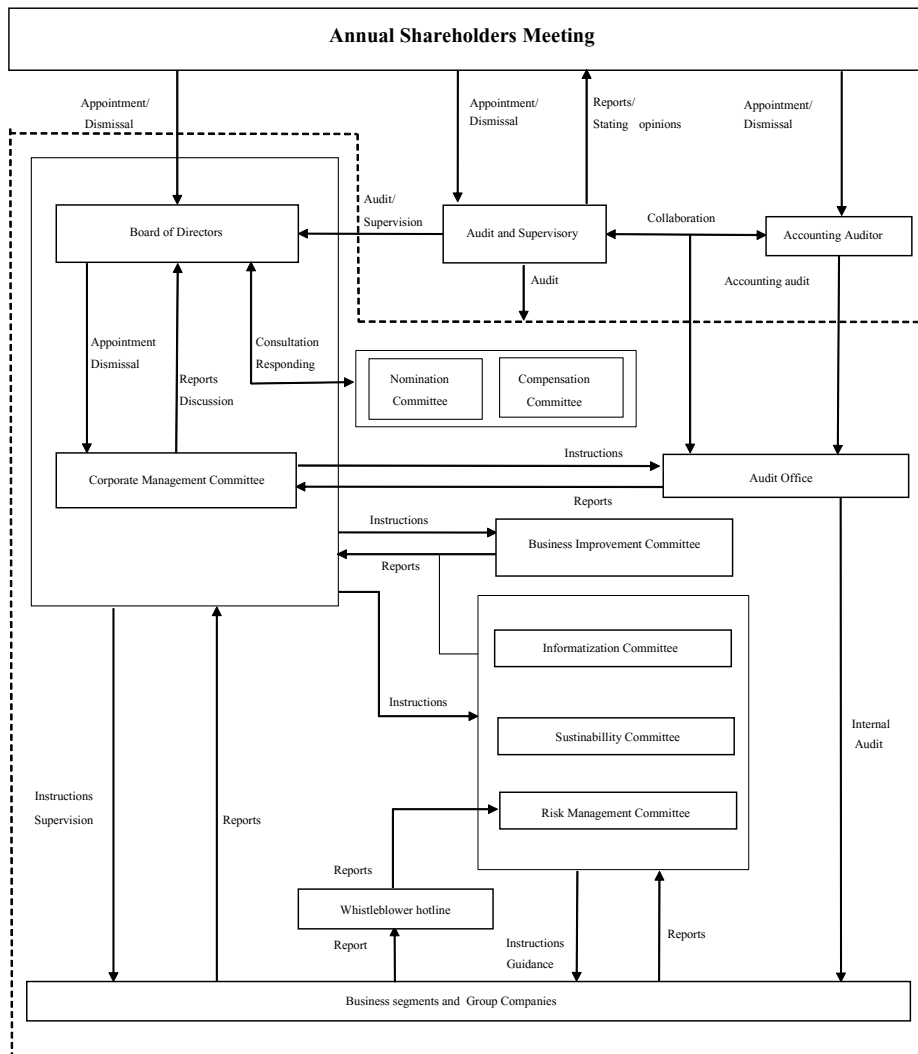 Annual Shareholders Meeting
Appointment/
Dismissal
Appointment/
Dismissal
Reports/
Stating opinions
Appointment/
Dismissal
Audit/
Supervision
Board of Directors
Audit and Supervisory
Collaboration
Accounting Auditor
Audit
Accounting audit
Appointment
Dismissal
Reports
Discussion
Consultation
Responding
Nomination
Committee
Compensation
Committee
Corporate Management Committee
Instructions
Audit Office
Reports
Instructions
Business Improvement Committee
Reports
Informatization Committee
Instructions
Sustinabillity Committee
Internal
Audit
Instructions
Supervision
Reports
Risk Management Committee
Reports
Whistleblower hotline
Report
Instructions
Guidance
Reports
Business segments and Group Companies